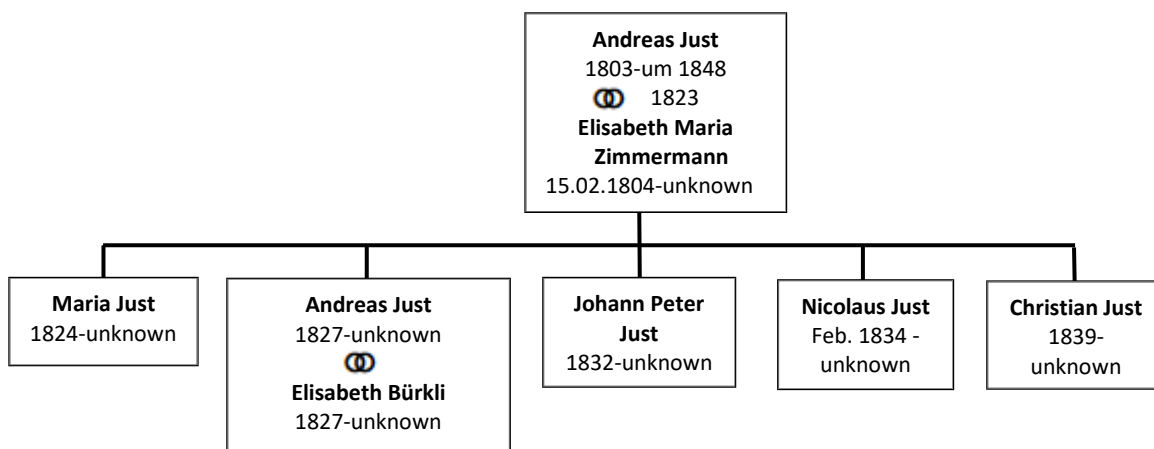 Andreas Just
1803-um 1848
1823
Elisabeth Maria
Zimmermann
15.02.1804-unknown
Maria Just
1824-unknown
Andreas Just
1827-unknown
Elisabeth Bürkli
1827-unknown
Johann Peter
Just
1832-unknown
Nicolaus Just
Feb. 1834 -
unknown
Christian Just
1839-
unknown